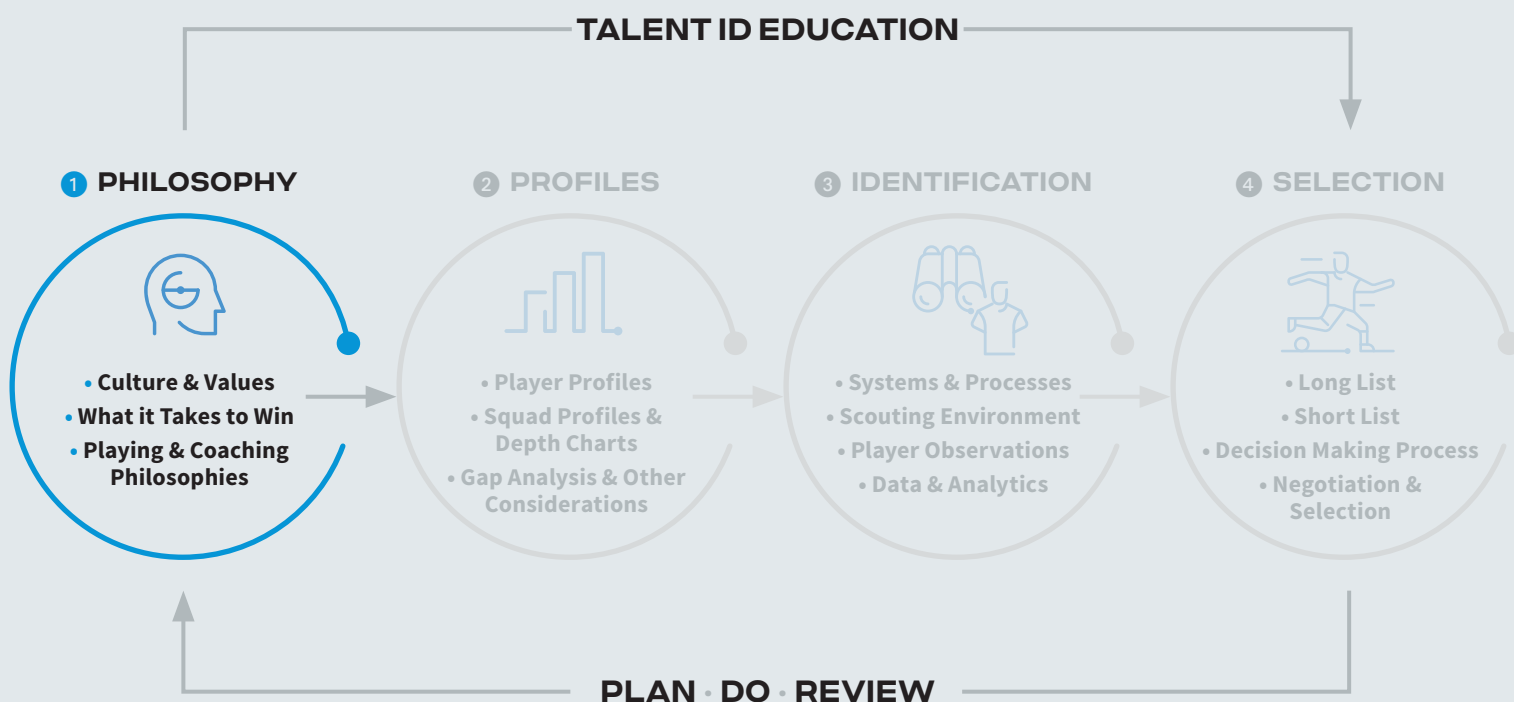 TALENT ID EDUCATION
1 PHILOSOPHY
• Culture & Values
• What it Takes to Win
• Playing & Coaching
Philosophies
2 PROFILES
• Player Profiles
• Squad Profiles &
Depth Charts
• Gap Analysis & Other
Considerations
3 IDENTIFICATION
• Systems & Processes
• Scouting Environment
• Player Observations
• Data & Analytics
4 SELECTION
• Long List
• Short List
• Decision Making Process
• Negotiation &
Selection
PLAN • DO • REVIEW